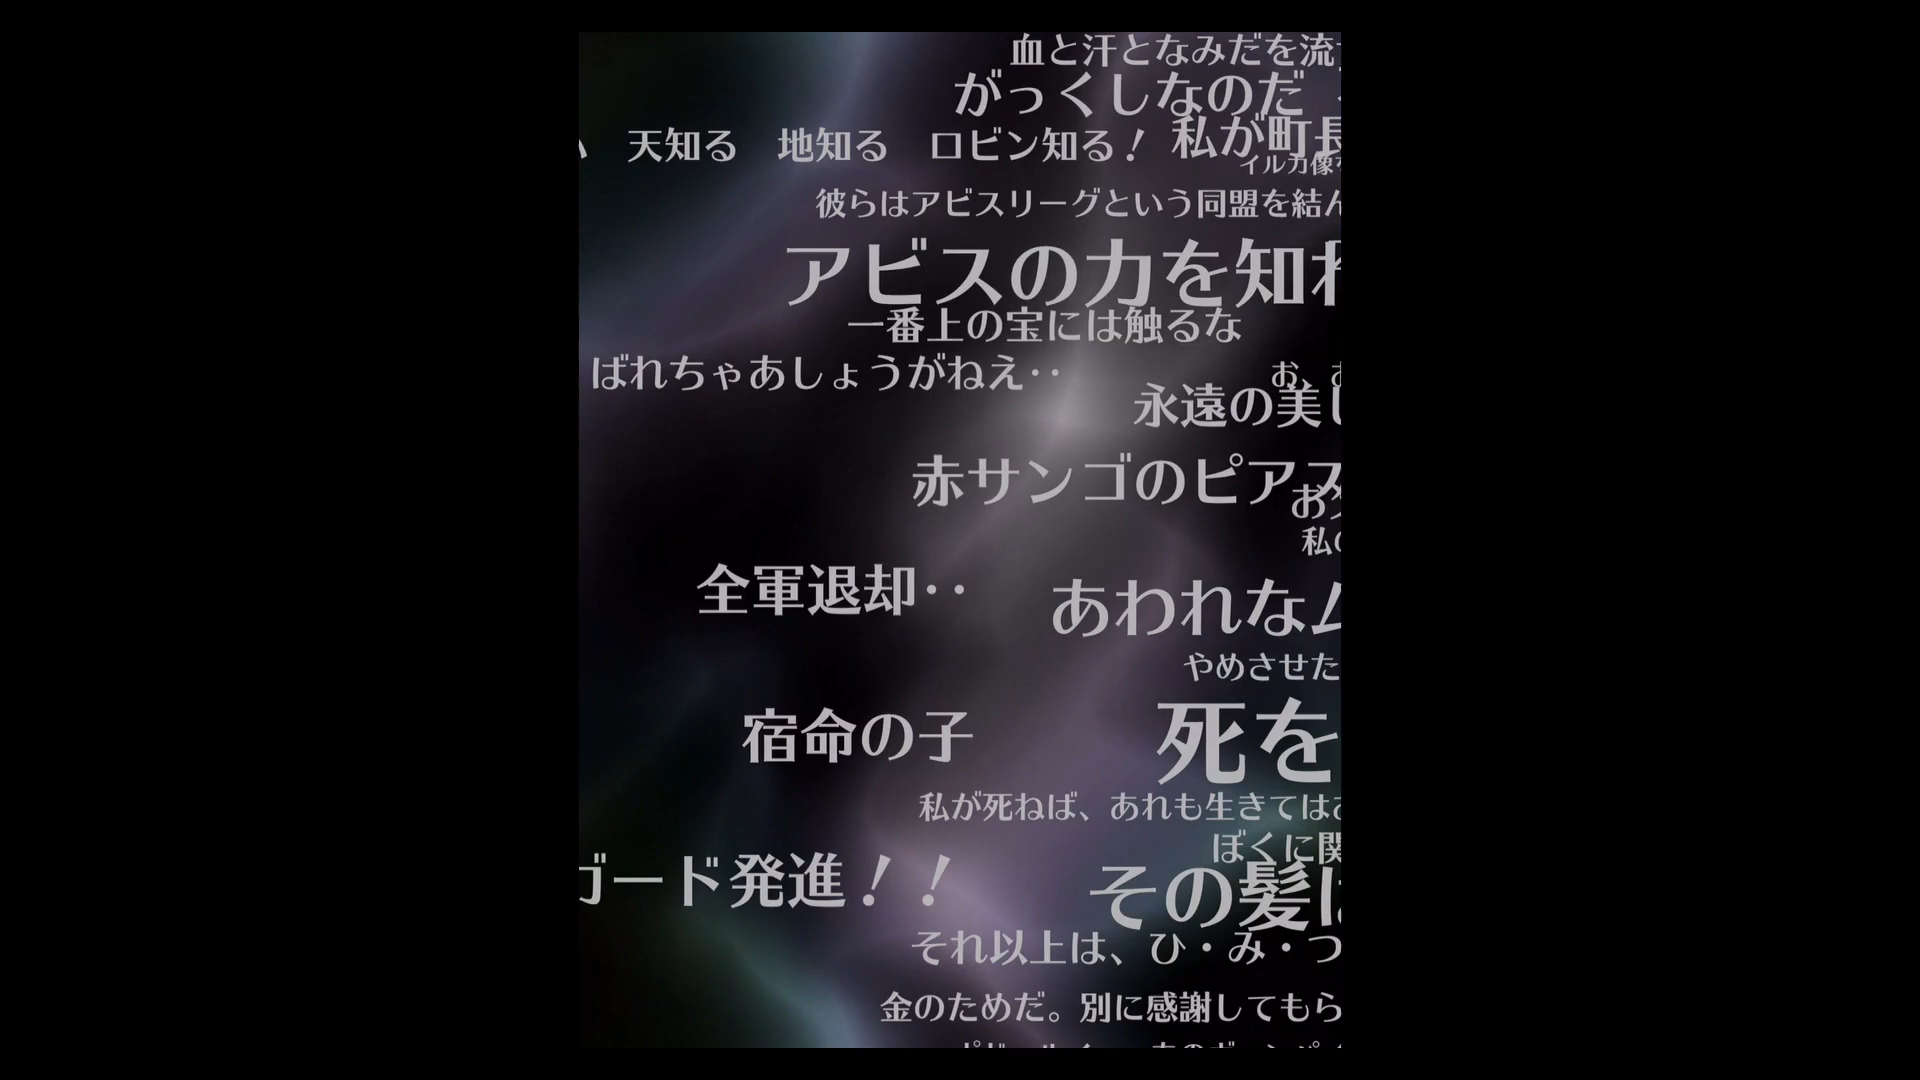 血と汗となみだを流
がっくしなのだ
天知る　地知る　ロビン知る！
私が町長
イルカ像
彼らはアビスリーグという同盟を結ん
アビスの力を知れ
一番上の宝には触るな
ばれちゃあしょうがねえ‥
お、お
永遠の美し
赤サンゴのピアス
お父
私の
全軍退却‥
あわれなム
やめさせた
宿命の子
死を
私が死ねば、あれも生きてはお
ぼくに関
ガード発進！！
その髪は
それ以上は、ひ・み・つ
金のためだ。別に感謝してもら